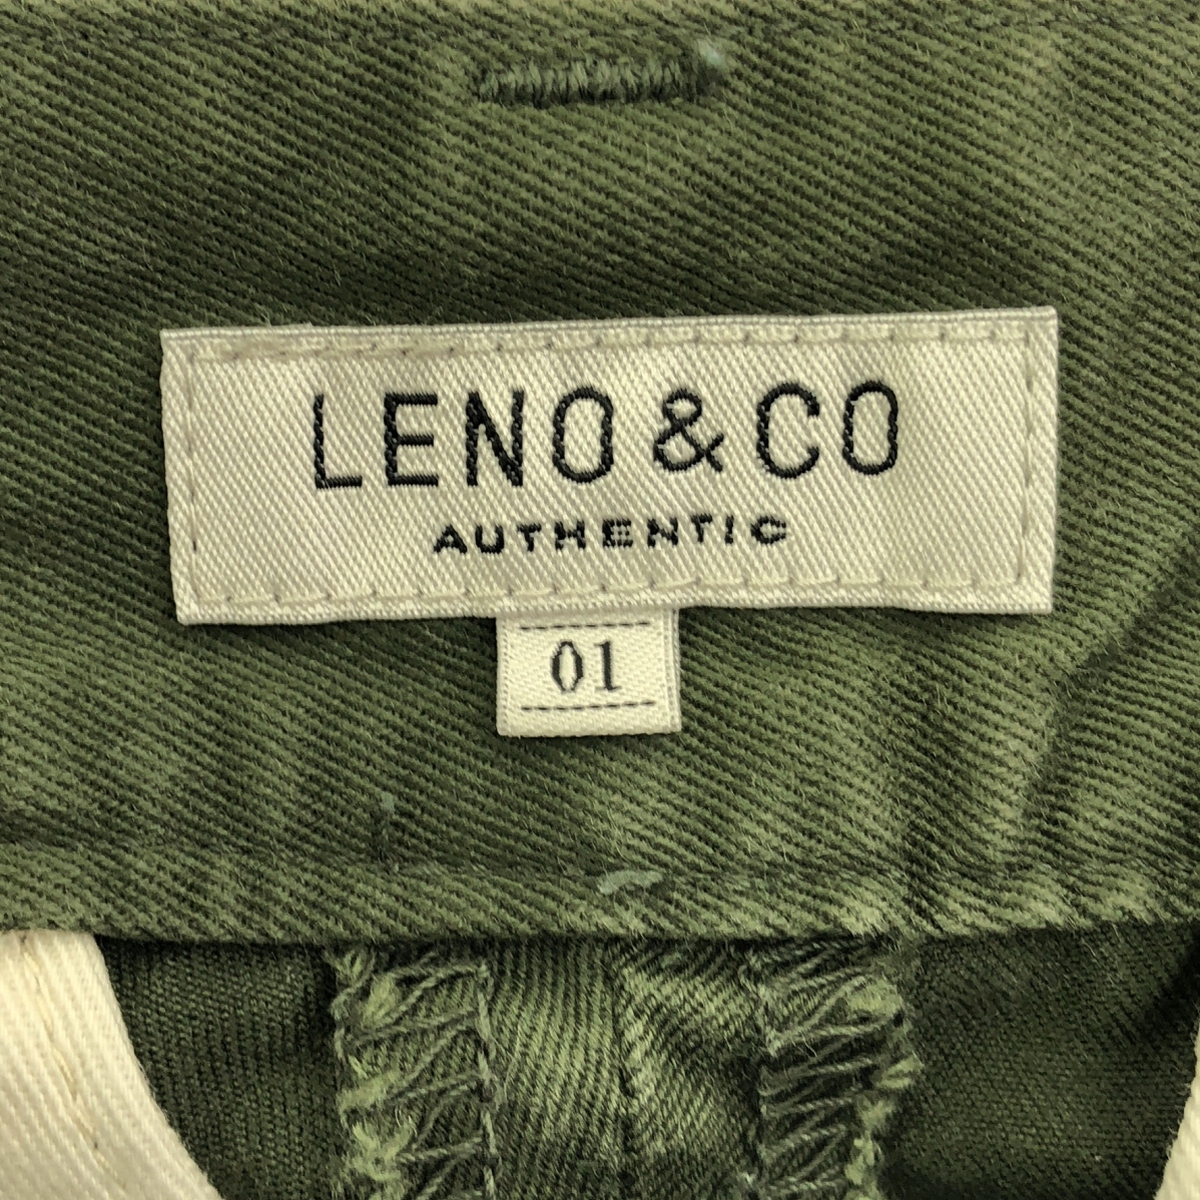 LENO & CO
AUTHENTIC
01